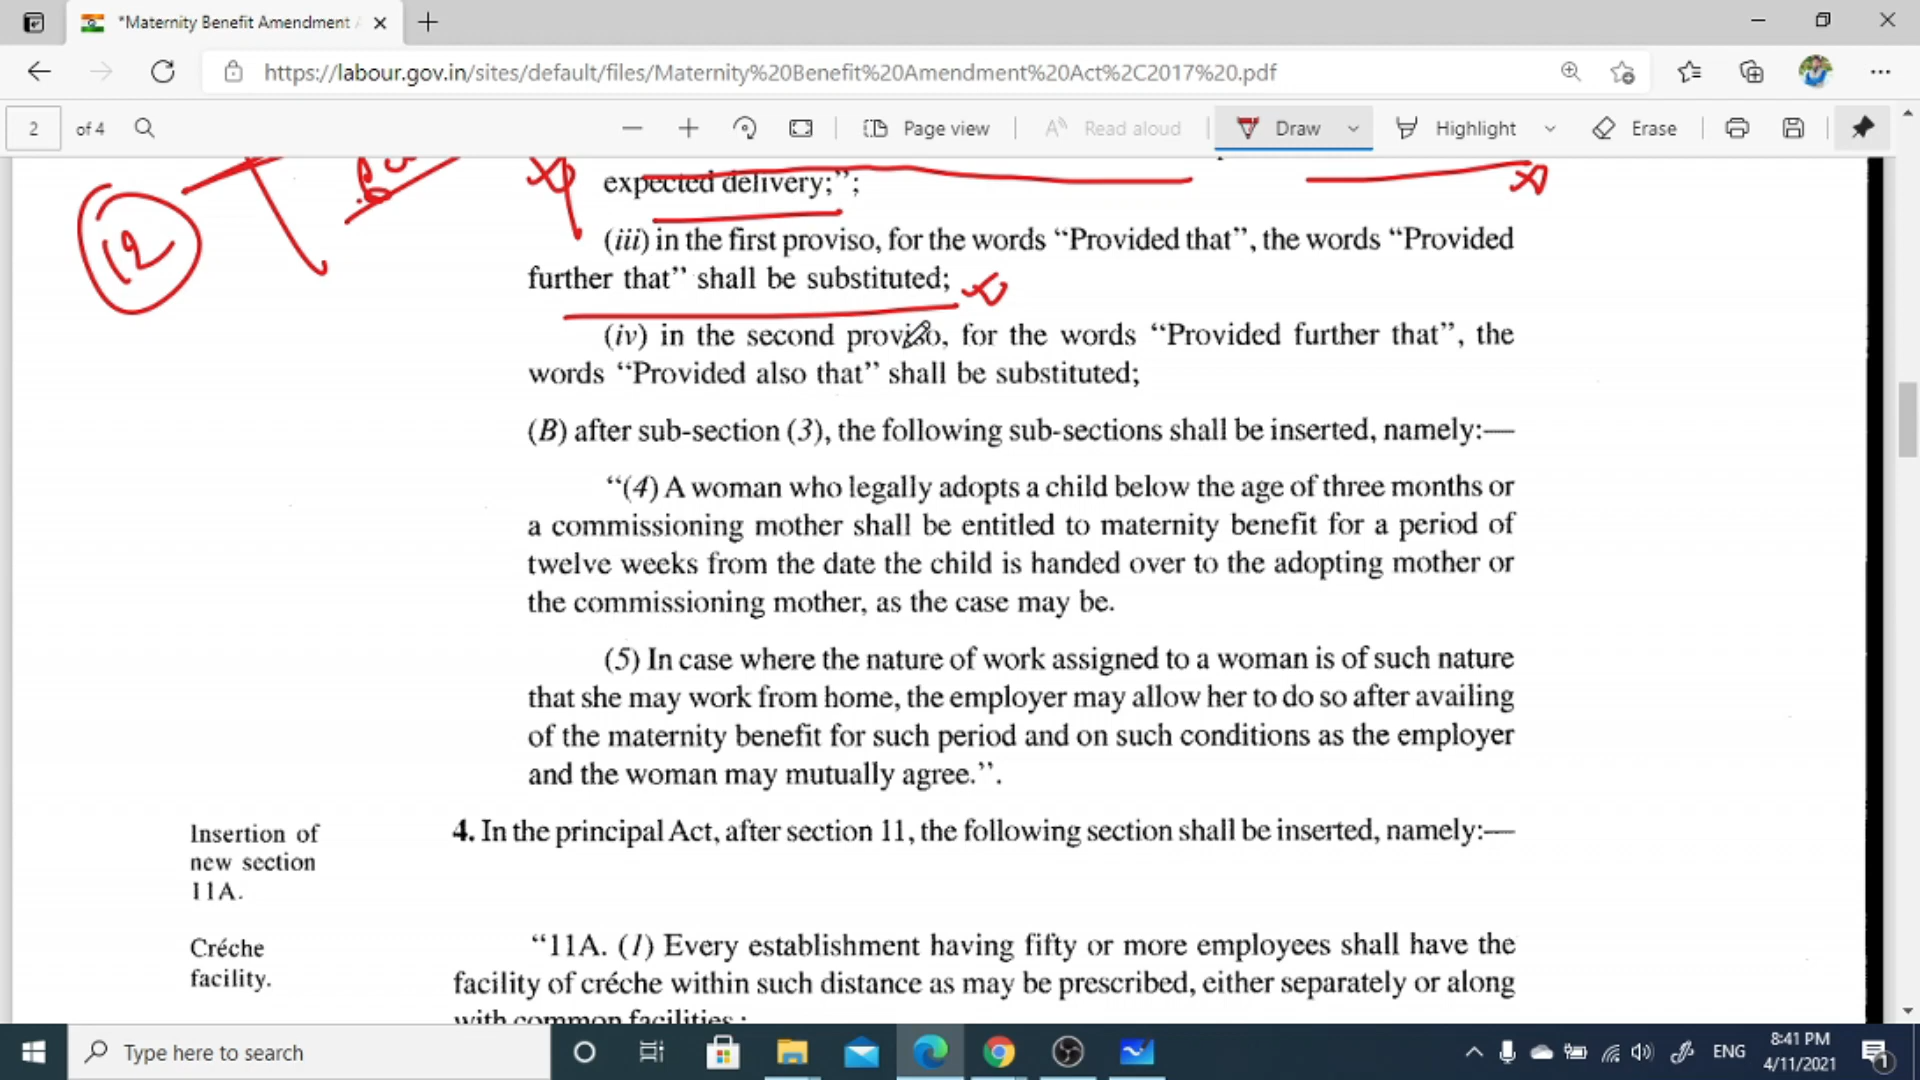 *Maternity Benefit Amendment A
https://labour.gov.in/sites/default/files/Maternity%20Benefit%20Amendment%20Act%2C2017%20.pdf
2 of 4
Page view
Read aloud
Draw
Highlight
Erase
expected delivery;”;
12
(iii) in the first proviso, for the words “Provided that”, the words “Provided
further that” shall be substituted;
(iv) in the second proviso, for the words “Provided further that”, the
words “Provided also that” shall be substituted;
(B) after sub-section (3), the following sub-sections shall be inserted, namely:—
“(4) A woman who legally adopts a child below the age of three months or
a commissioning mother shall be entitled to maternity benefit for a period of
twelve weeks from the date the child is handed over to the adopting mother or
the commissioning mother, as the case may be.
(5) In case where the nature of work assigned to a woman is of such nature
that she may work from home, the employer may allow her to do so after availing
of the maternity benefit for such period and on such conditions as the employer
and the woman may mutually agree.”.
Insertion of
new section
11A.
4. In the principal Act, after section 11, the following section shall be inserted, namely:—
Créche
facility.
“11A. (1) Every establishment having fifty or more employees shall have the
facility of créche within such distance as may be prescribed, either separately or along
with common facilities :
Type here to search
ENG
8:41 PM
4/11/2021
1